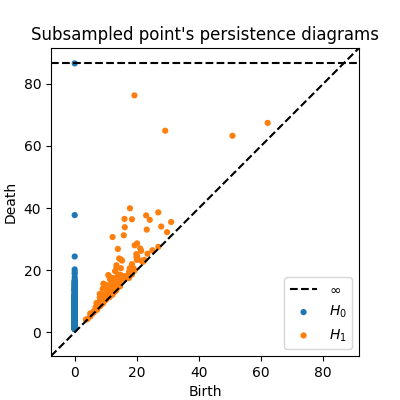 Subsampled point's persistence diagrams
Death
80
60
40
20
0
∞
H₀
H₁
0 20 40 60 80
Birth